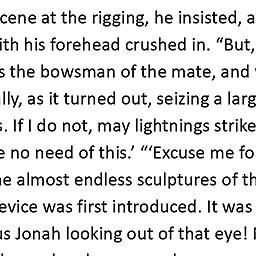 cene at the rigging, he insisted, a
ith his forehead crushed in. “But,
s the bowsman of the mate, and
lly, as it turned out, seizing a larg
s. If I do not, may lightnings strike
e no need of this.’ “‘Excuse me fo
ne almost endless sculptures of th
evice was first introduced. It was
us Jonah looking out of that eye!